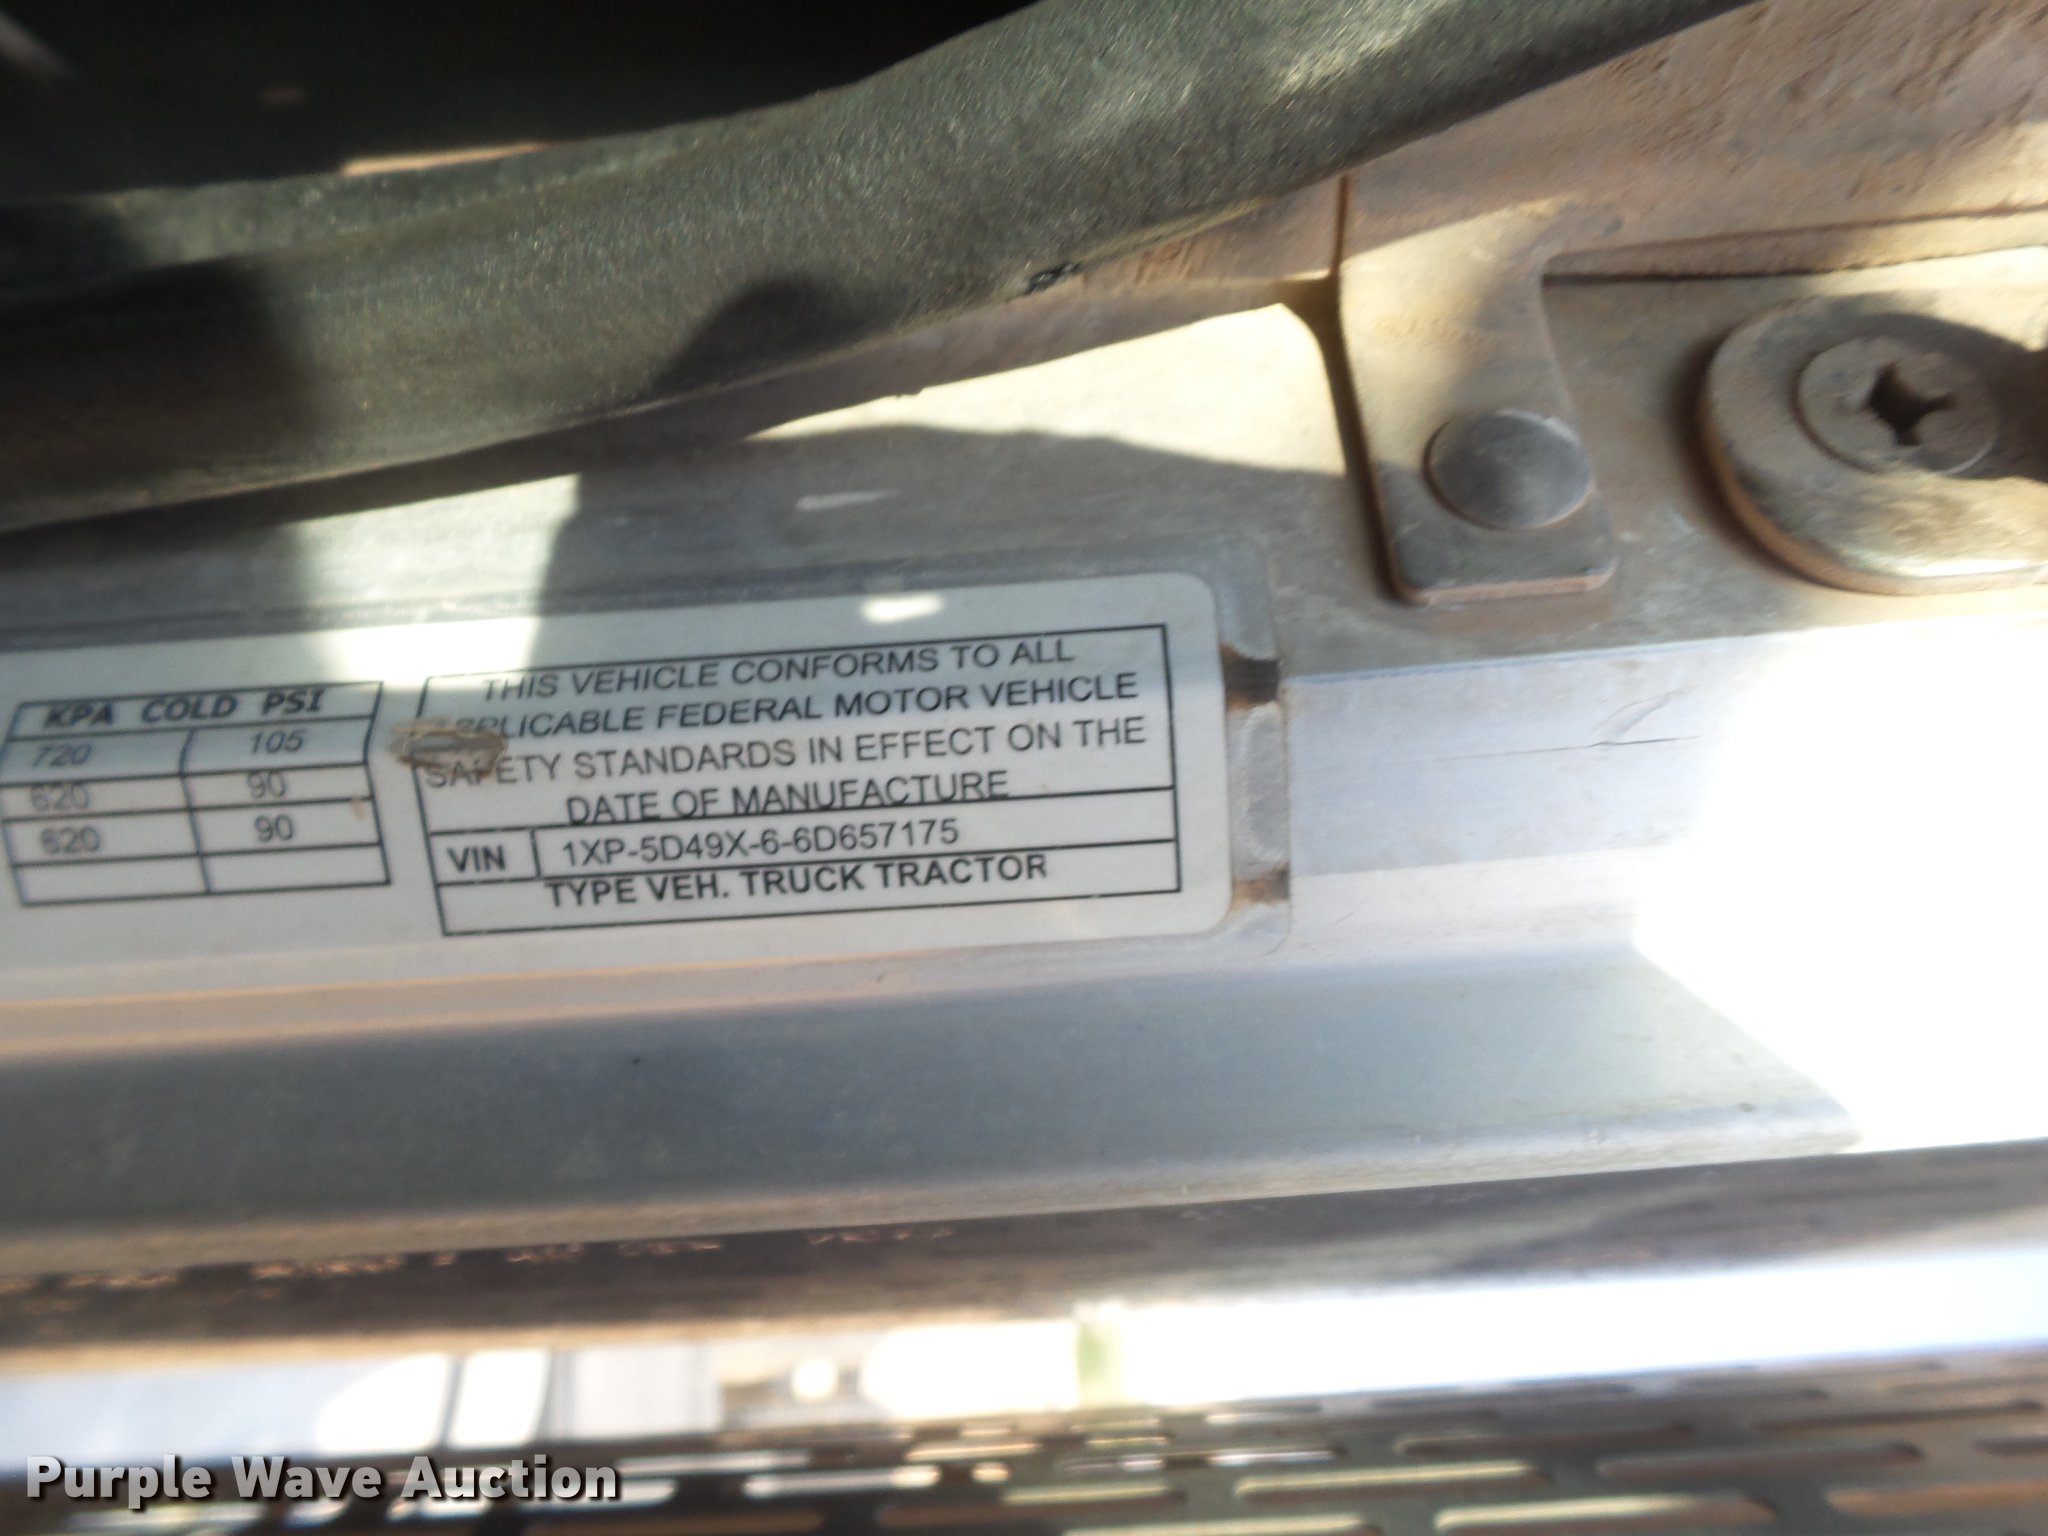 KPA COLD PSI
720 105
620 90
620 90
THIS VEHICLE CONFORMS TO ALL
APPLICABLE FEDERAL MOTOR VEHICLE
SAFETY STANDARDS IN EFFECT ON THE
DATE OF MANUFACTURE
VIN 1XP-5D49X-6-6D657175
TYPE VEH. TRUCK TRACTOR
Purple Wave Auction